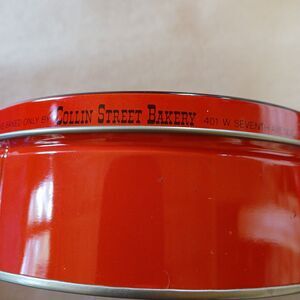 BAKED ONLY BY COLLIN STREET BAKERY 401 W. SEVENTH